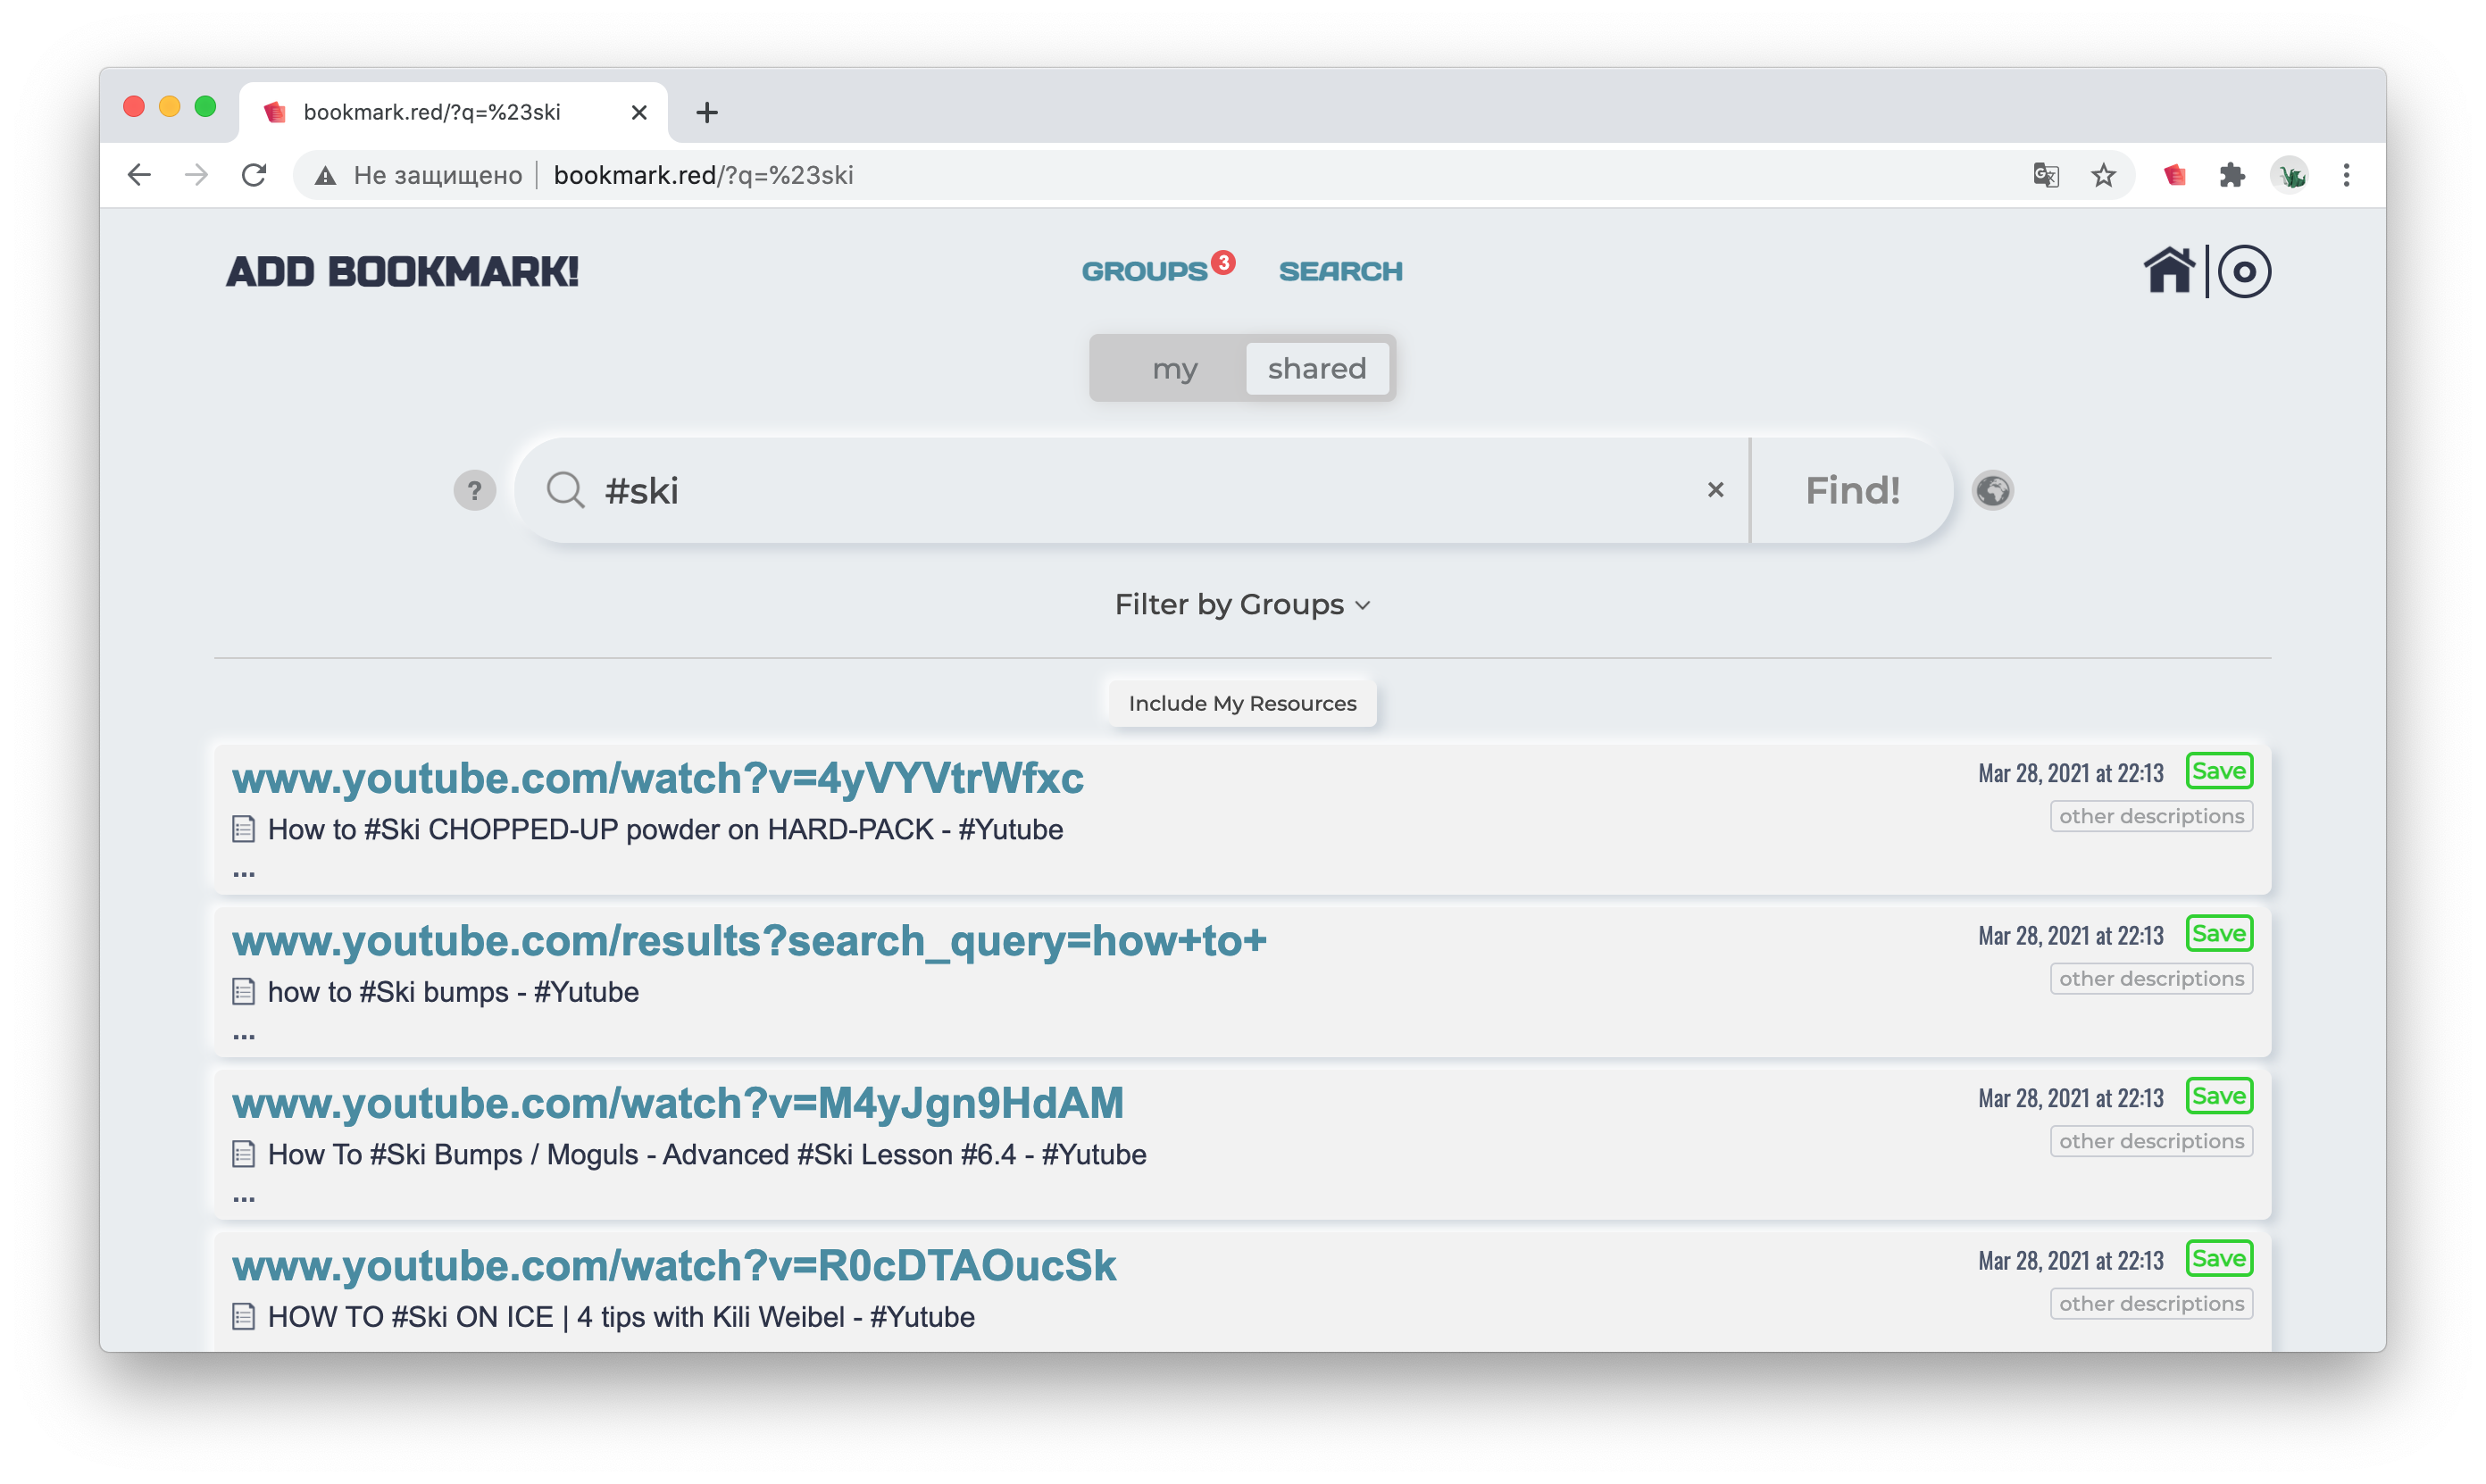 bookmark.red/?q=%23ski
Не защищено bookmark.red/?q=%23ski
ADD BOOKMARK! GROUPS 3 SEARCH
my shared
? #ski × Find!
Filter by Groups
Include My Resources
www.youtube.com/watch?v=4yVYVtrWfxc Mar 28, 2021 at 22:13 Save
other descriptions
How to #Ski CHOPPED-UP powder on HARD-PACK - #Yutube
...
www.youtube.com/results?search_query=how+to+ Mar 28, 2021 at 22:13 Save
other descriptions
how to #Ski bumps - #Yutube
...
www.youtube.com/watch?v=M4yJgn9HdAM Mar 28, 2021 at 22:13 Save
other descriptions
How To #Ski Bumps / Moguls - Advanced #Ski Lesson #6.4 - #Yutube
...
www.youtube.com/watch?v=R0cDTAOucSk Mar 28, 2021 at 22:13 Save
other descriptions
HOW TO #Ski ON ICE | 4 tips with Kili Weibel - #Yutube